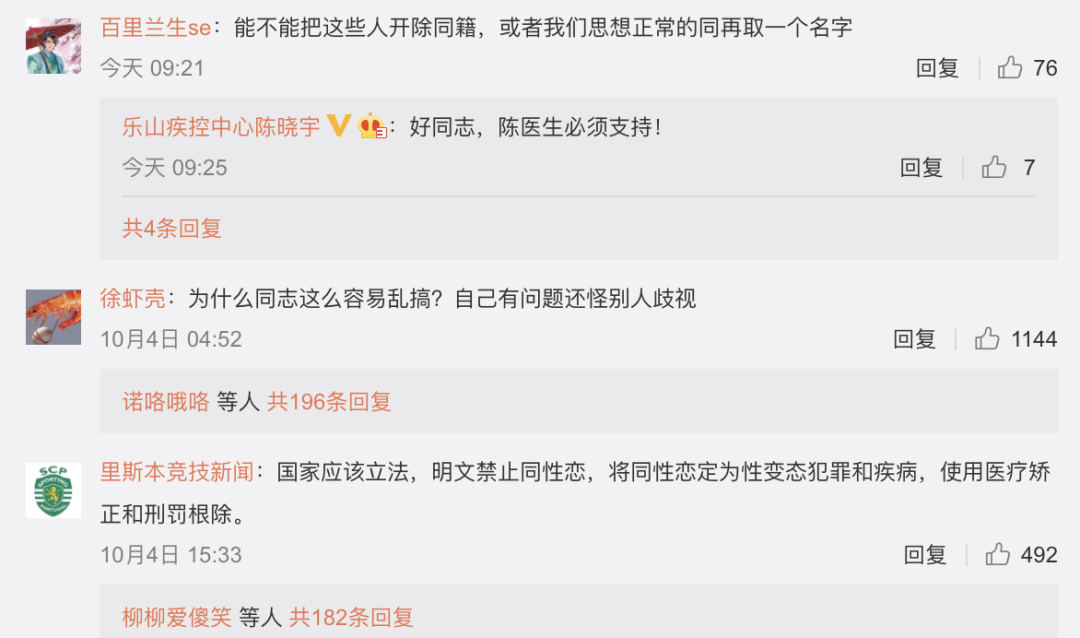 百里兰生se：能不能把这些人开除同籍，或者我们思想正常的同再取一个名字
今天 09:21
回复 76
乐山疾控中心陈晓宇：好同志，陈医生必须支持！
今天 09:25
回复 7
共4条回复
徐虾壳：为什么同志这么容易乱搞？自己有问题还怪别人歧视
10月4日 04:52
回复 1144
诺咯哦咯 等人 共196条回复
SCP
SPORTING
PORTUGAL
里斯本竞技新闻：国家应该立法，明文禁止同性恋，将同性恋定为性变态犯罪和疾病，使用医疗矫
正和刑罚根除。
10月4日 15:33
回复 492
柳柳爱傻笑 等人 共182条回复